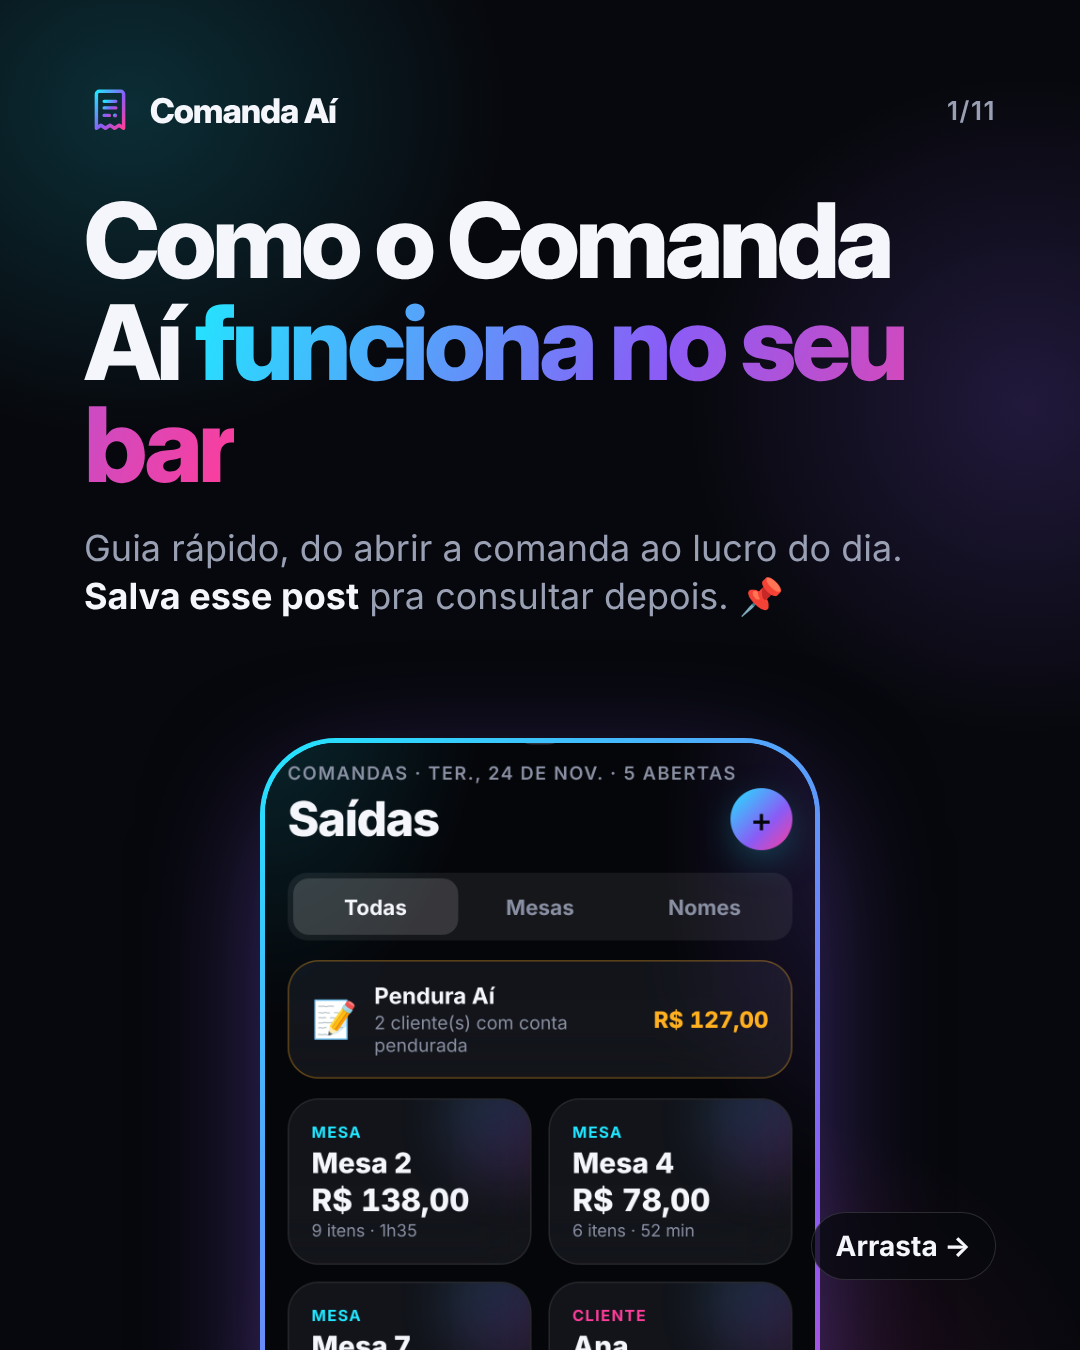 Comanda Aí
1/11
Como o Comanda
Aí funciona no seu
bar
Guia rápido, do abrir a comanda ao lucro do dia.
Salva esse post pra consultar depois. 📌
COMANDAS · TER., 24 DE NOV. · 5 ABERTAS
Saídas
+
Todas Mesas Nomes
Pendura Aí
2 cliente(s) com conta
pendurada
R$ 127,00
MESA
Mesa 2
R$ 138,00
9 itens · 1h35
MESA
Mesa 4
R$ 78,00
6 itens · 52 min
Arrasta →
MESA
Mesa 7
CLIENTE
Ana